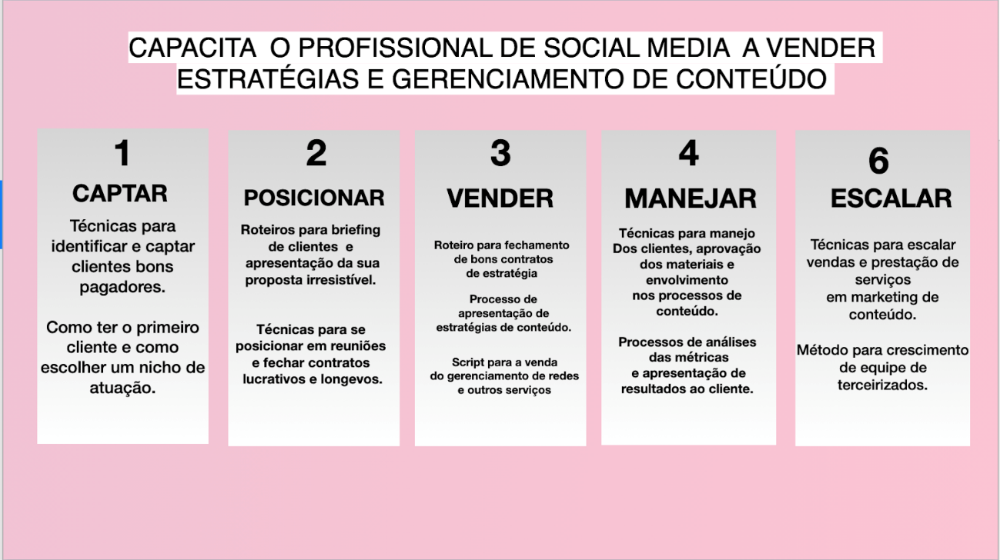 CAPACITA O PROFISSIONAL DE SOCIAL MEDIA A VENDER
ESTRATÉGIAS E GERENCIAMENTO DE CONTEÚDO
1
CAPTAR
Técnicas para
identificar e captar
clientes bons
pagadores.
Como ter o primeiro
cliente e como
escolher um nicho de
atuação.
2
POSICIONAR
Roteiros para briefing
de clientes e
apresentação da sua
proposta irresistível.
Técnicas para se
posicionar em reuniões
e fechar contratos
lucrativos e longevos.
3
VENDER
Roteiro para fechamento
de bons contratos
de estratégia
Processo de
apresentação de
estratégias de conteúdo.
Script para a venda
do gerenciamento de redes
e outros serviços
4
MANEJAR
Técnicas para manejo
Dos clientes, aprovação
dos materiais e
envolvimento
nos processos de
conteúdo.
Processos de análises
das métricas
e apresentação de
resultados ao cliente.
6
ESCALAR
Técnicas para escalar
vendas e prestação de
serviços
em marketing de
conteúdo.
Método para crescimento
de equipe de
terceirizados.